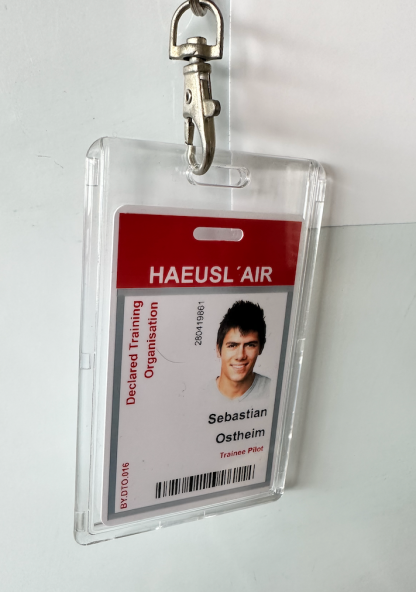 HAEUSL´AIR
Declared Training
Organisation
280419861
Sebastian
Ostheim
Trainee Pilot
BY.DTO.016